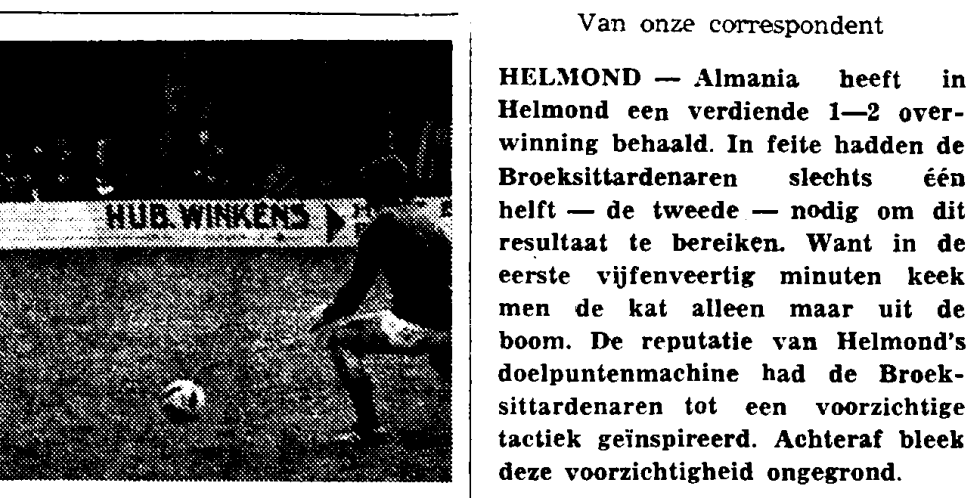 HUB. WINKENS
Van onze correspondent
HELMOND — Almania heeft in
Helmond een verdiende 1—2 over-
winning behaald. In feite hadden de
Broeksittardenaren slechts één
helft — de tweede — nodig om dit
resultaat te bereiken. Want in de
eerste vijfenveertig minuten keek
men de kat alleen maar uit de
boom. De reputatie van Helmond's
doelpuntenmachine had de Broek-
sittardenaren tot een voorzichtige
tactiek geïnspireerd. Achteraf bleek
deze voorzichtigheid ongegrond.